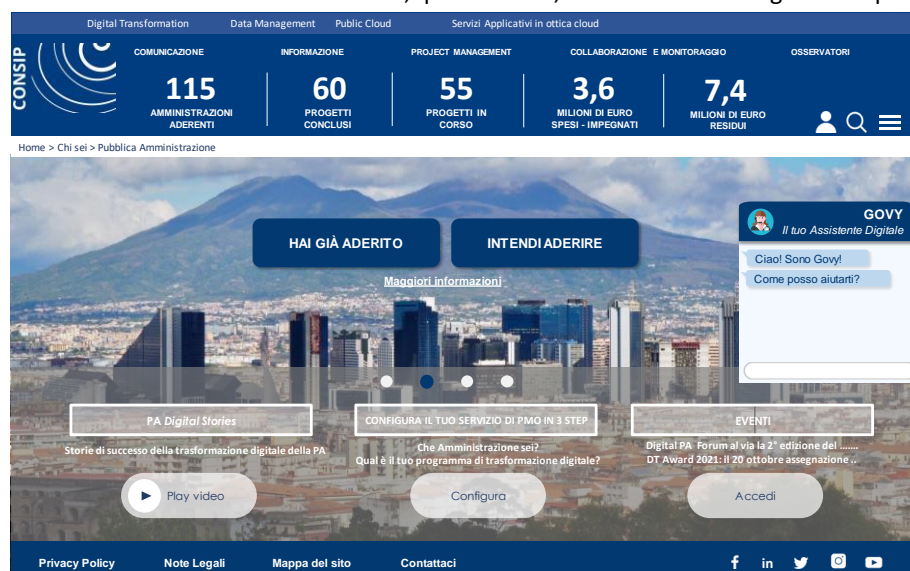 Digital Transformation Data Management Public Cloud Servizi Applicativi in ottica cloud
CONSIP
COMUNICAZIONE INFORMAZIONE PROJECT MANAGEMENT COLLABORAZIONE E MONITORAGGIO OSSERVATORI
115
AMMINISTRAZIONI
ADERENTI
60
PROGETTI
CONCLUSI
55
PROGETTI IN
CORSO
3,6
MILIONI DI EURO
SPESI - IMPEGNATI
7,4
MILIONI DI EURO
RESIDUI
Home > Chi sei > Pubblica Amministrazione
HAI GIÀ ADERITO
INTENDI ADERIRE
Maggiori informazioni
GOVY
Il tuo Assistente Digitale
Ciao! Sono Govy!
Come posso aiutarti?
PA Digital Stories
Storie di successo della trasformazione digitale della PA
Play video
CONFIGURA IL TUO SERVIZIO DI PMO IN 3 STEP
Che Amministrazione sei?
Qual è il tuo programma di trasformazione digitale?
Configura
EVENTI
Digital PA Forum al via la 2° edizione del .......
DT Award 2021: il 20 ottobre assegnazione ..
Accedi
Privacy Policy Note Legali Mappa del sito Contattaci